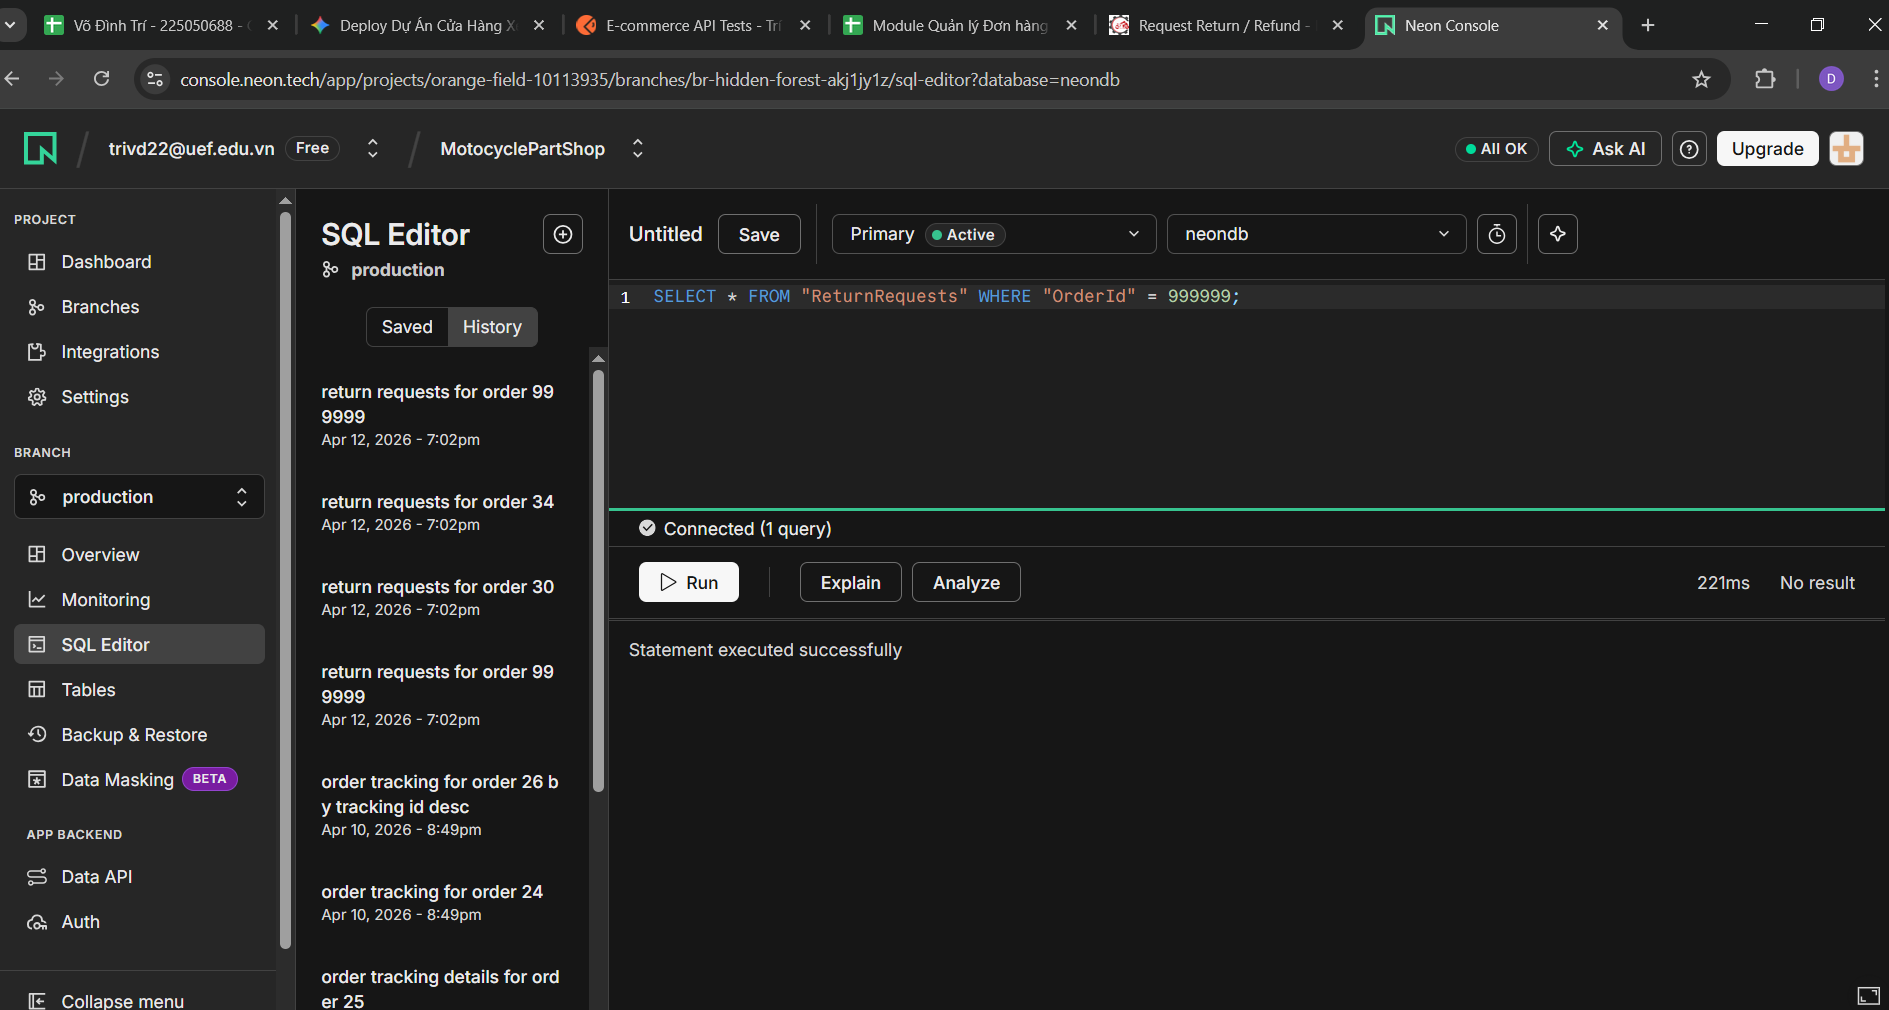 Võ Đình Trí - 225050688 -
Deploy Dự Án Cửa Hàng X
E-commerce API Tests - Trí
Module Quản lý Đơn hàng
Request Return / Refund -
Neon Console
console.neon.tech/app/projects/orange-field-10113935/branches/br-hidden-forest-akj1jy1z/sql-editor?database=neondb
D
trivd22@uef.edu.vn Free
MotocyclePartShop
All OK
Ask AI
Upgrade
PROJECT
Dashboard
Branches
Integrations
Settings
BRANCH
production
Overview
Monitoring
SQL Editor
Tables
Backup & Restore
Data Masking BETA
APP BACKEND
Data API
Auth
Collapse menu
SQL Editor
production
Saved History
return requests for order 99
9999
Apr 12, 2026 - 7:02pm
return requests for order 34
Apr 12, 2026 - 7:02pm
return requests for order 30
Apr 12, 2026 - 7:02pm
return requests for order 99
9999
Apr 12, 2026 - 7:02pm
order tracking for order 26 b
y tracking id desc
Apr 10, 2026 - 8:49pm
order tracking for order 24
Apr 10, 2026 - 8:49pm
order tracking details for ord
er 25
Untitled Save
Primary Active
neondb
1 SELECT * FROM "ReturnRequests" WHERE "OrderId" = 999999;
Connected (1 query)
Run Explain Analyze
221ms No result
Statement executed successfully